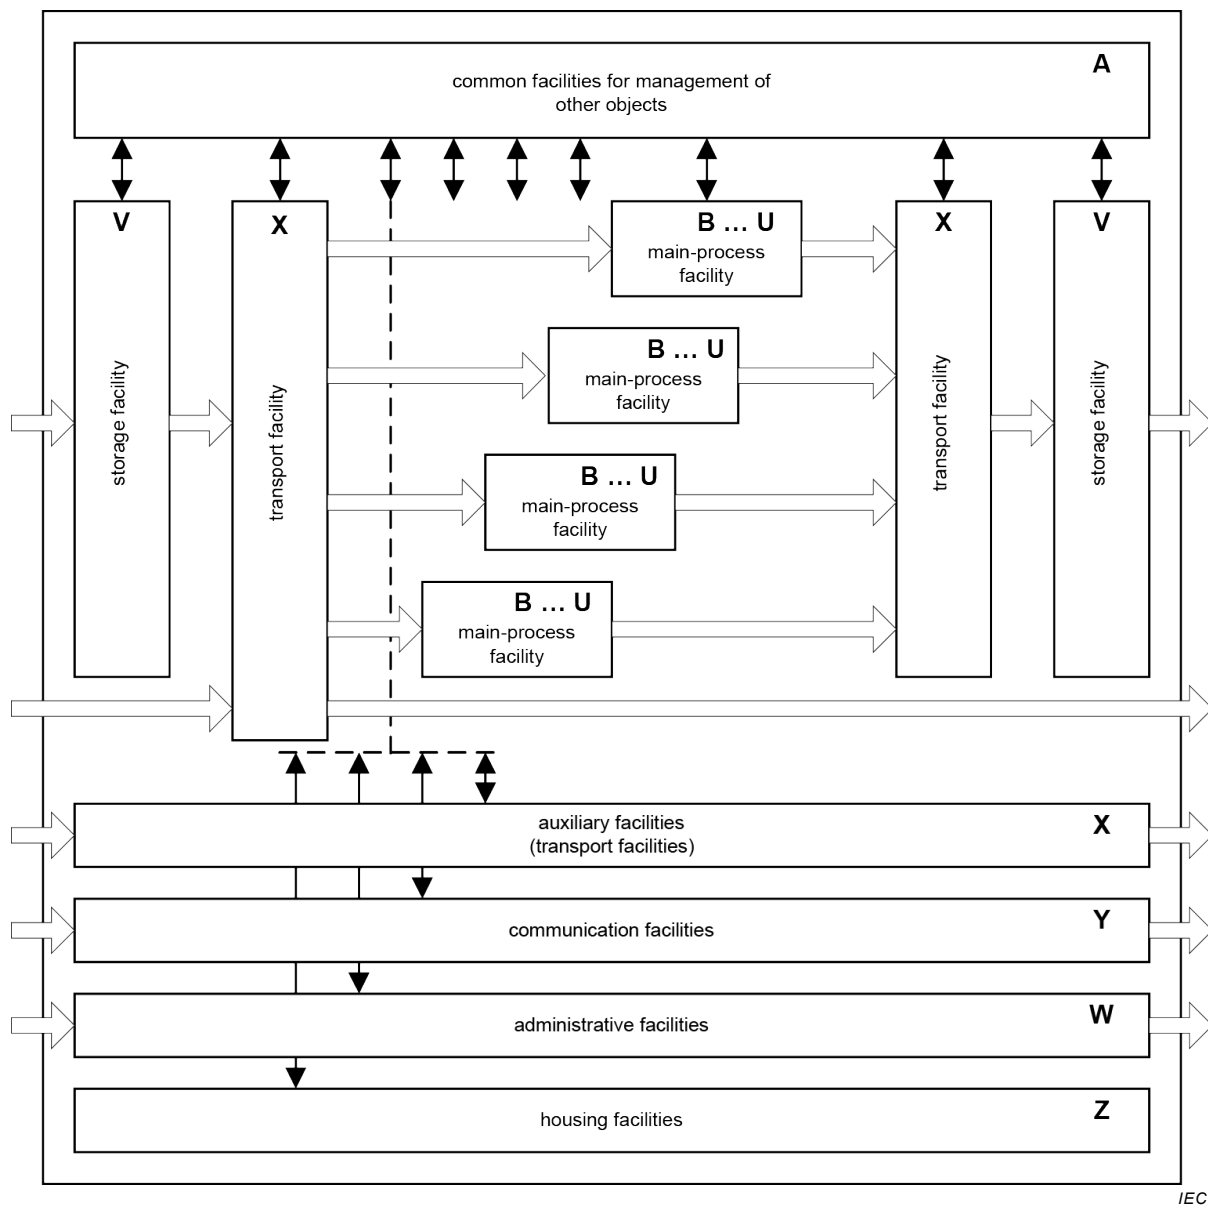 A
common facilities for management of
other objects
V
storage facility
X
transport facility
B ... U
main-process
facility
B ... U
main-process
facility
B ... U
main-process
facility
B ... U
main-process
facility
X
transport facility
V
storage facility
auxiliary facilities
(transport facilities)
X
communication facilities
Y
administrative facilities
W
housing facilities
Z
IEC